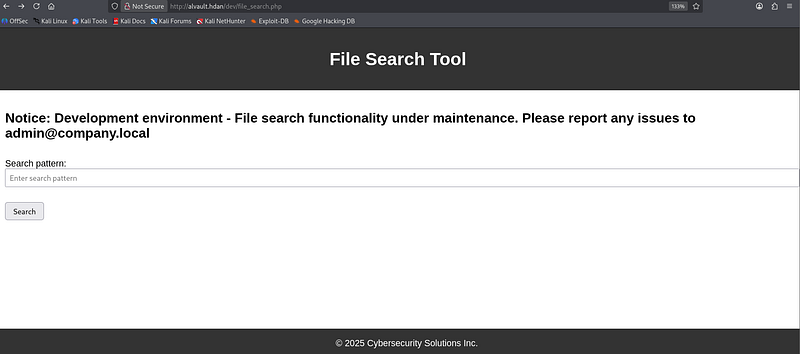 Not Secure http://alvault.hdan/dev/file_search.php 133%
OffSec Kali Linux Kali Tools Kali Docs Kali Forums Kali NetHunter Exploit-DB Google Hacking DB
File Search Tool
Notice: Development environment - File search functionality under maintenance. Please report any issues to
admin@company.local
Search pattern:
Enter search pattern
Search
© 2025 Cybersecurity Solutions Inc.